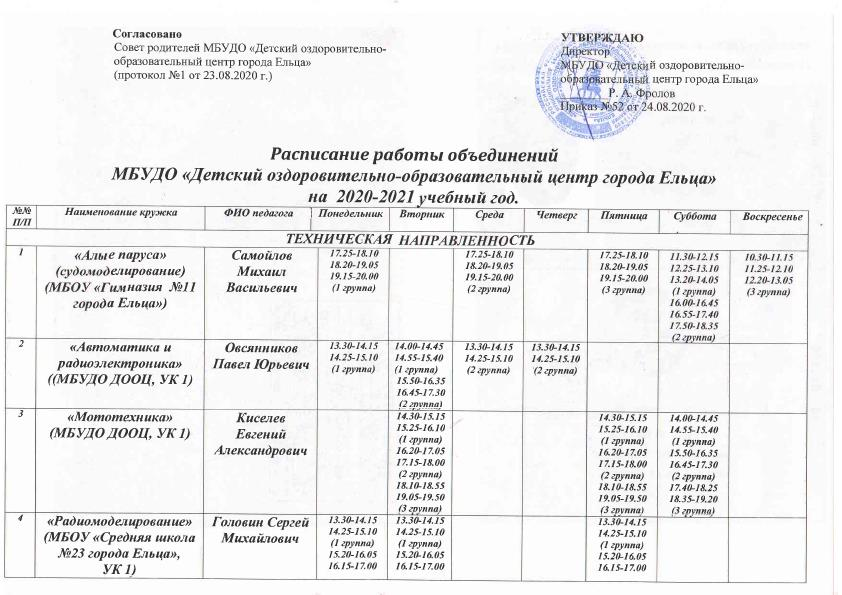 Согласовано
Совет родителей МБУДО «Детский оздоровительно-
образовательный центр города Ельца»
(протокол №1 от 23.08.2020 г.)
УТВЕРЖДАЮ
Директор
МБУДО «Детский оздоровительно-
образовательный центр города Ельца»
Р. А. Фролов
Приказ №52 от 24.08.2020 г.
Расписание работы объединений
МБУДО «Детский оздоровительно-образовательный центр города Ельца»
на 2020-2021 учебный год.
№№ П/П
Наименование кружка
ФИО педагога
Понедельник
Вторник
Среда
Четверг
Пятница
Суббота
Воскресенье
ТЕХНИЧЕСКАЯ НАПРАВЛЕННОСТЬ
1
«Алые паруса»
(судомоделирование)
(МБОУ «Гимназия №11
города Ельца»)
Самойлов
Михаил
Васильевич
17.25-18.10
18.20-19.05
19.15-20.00
(1 группа)
17.25-18.10
18.20-19.05
19.15-20.00
(2 группа)
17.25-18.10
18.20-19.05
19.15-20.00
(3 группа)
11.30-12.15
12.25-13.10
13.20-14.05
(1 группа)
16.00-16.45
16.55-17.40
17.50-18.35
(2 группа)
10.30-11.15
11.25-12.10
12.20-13.05
(3 группа)
2
«Автоматика и
радиоэлектроника»
((МБУДО ДООЦ, УК 1)
Овсянников
Павел Юрьевич
13.30-14.15
14.25-15.10
(1 группа)
14.00-14.45
14.55-15.40
(1 группа)
15.50-16.35
16.45-17.30
(2 группа)
13.30-14.15
14.25-15.10
(2 группа)
13.30-14.15
14.25-15.10
(2 группа)
3
«Мототехника»
(МБУДО ДООЦ, УК 1)
Киселев
Евгений
Александрович
14.30-15.15
15.25-16.10
(1 группа)
16.20-17.05
17.15-18.00
(2 группа)
18.10-18.55
19.05-19.50
(3 группа)
14.30-15.15
15.25-16.10
(1 группа)
16.20-17.05
17.15-18.00
(2 группа)
18.10-18.55
19.05-19.50
(3 группа)
14.00-14.45
14.55-15.40
(1 группа)
15.50-16.35
16.45-17.30
(2 группа)
17.40-18.25
18.35-19.20
(3 группа)
4
«Радиомоделирование»
(МБОУ «Средняя школа
№23 города Ельца»,
УК 1)
Головин Сергей
Михайлович
13.30-14.15
14.25-15.10
(1 группа)
15.20-16.05
16.15-17.00
13.30-14.15
14.25-15.10
(1 группа)
15.20-16.05
16.15-17.00
13.30-14.15
14.25-15.10
(1 группа)
15.20-16.05
16.15-17.00